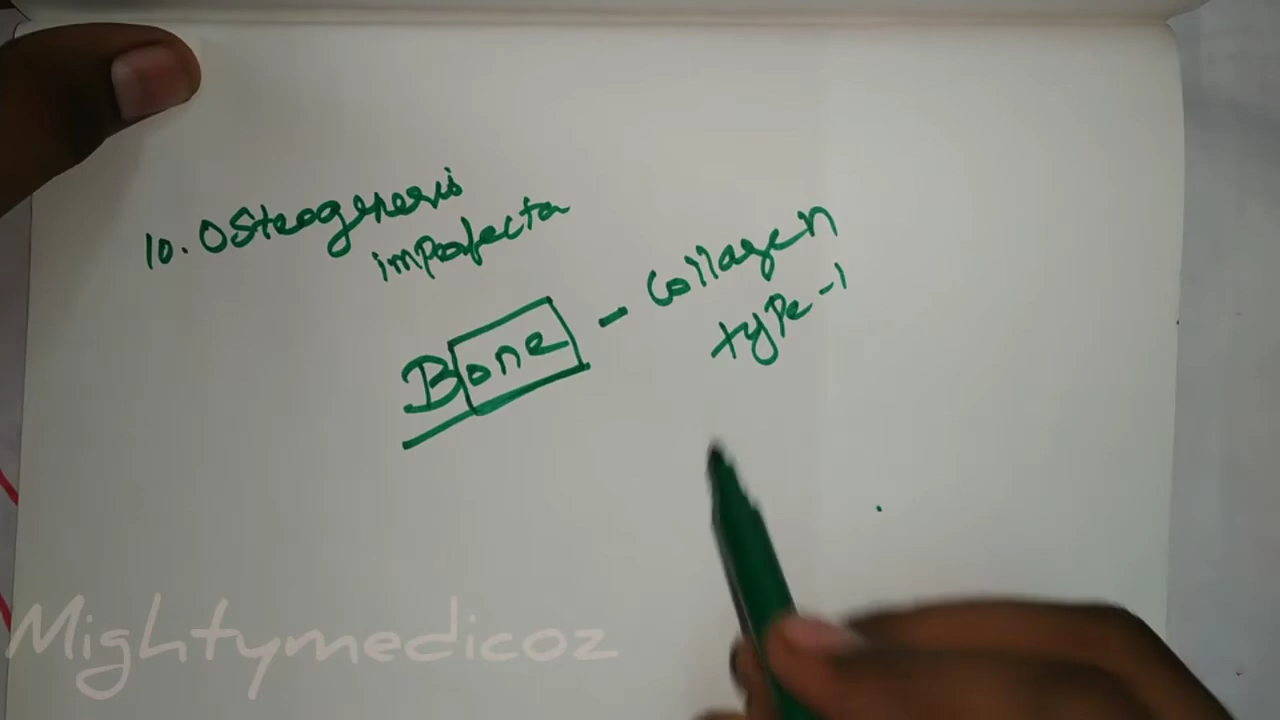 10. Osteogenesis
imperfecta
Bone - Collagen
type-1
Mightymedicoz